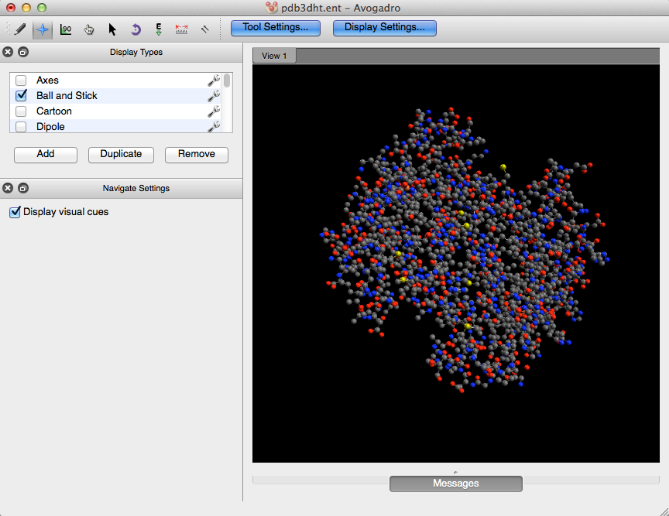 pdb3dht.ent – Avogadro
Tool Settings...
Display Settings...
Display Types
Axes
Ball and Stick
Cartoon
Dipole
Add
Duplicate
Remove
Navigate Settings
Display visual cues
View 1
Messages